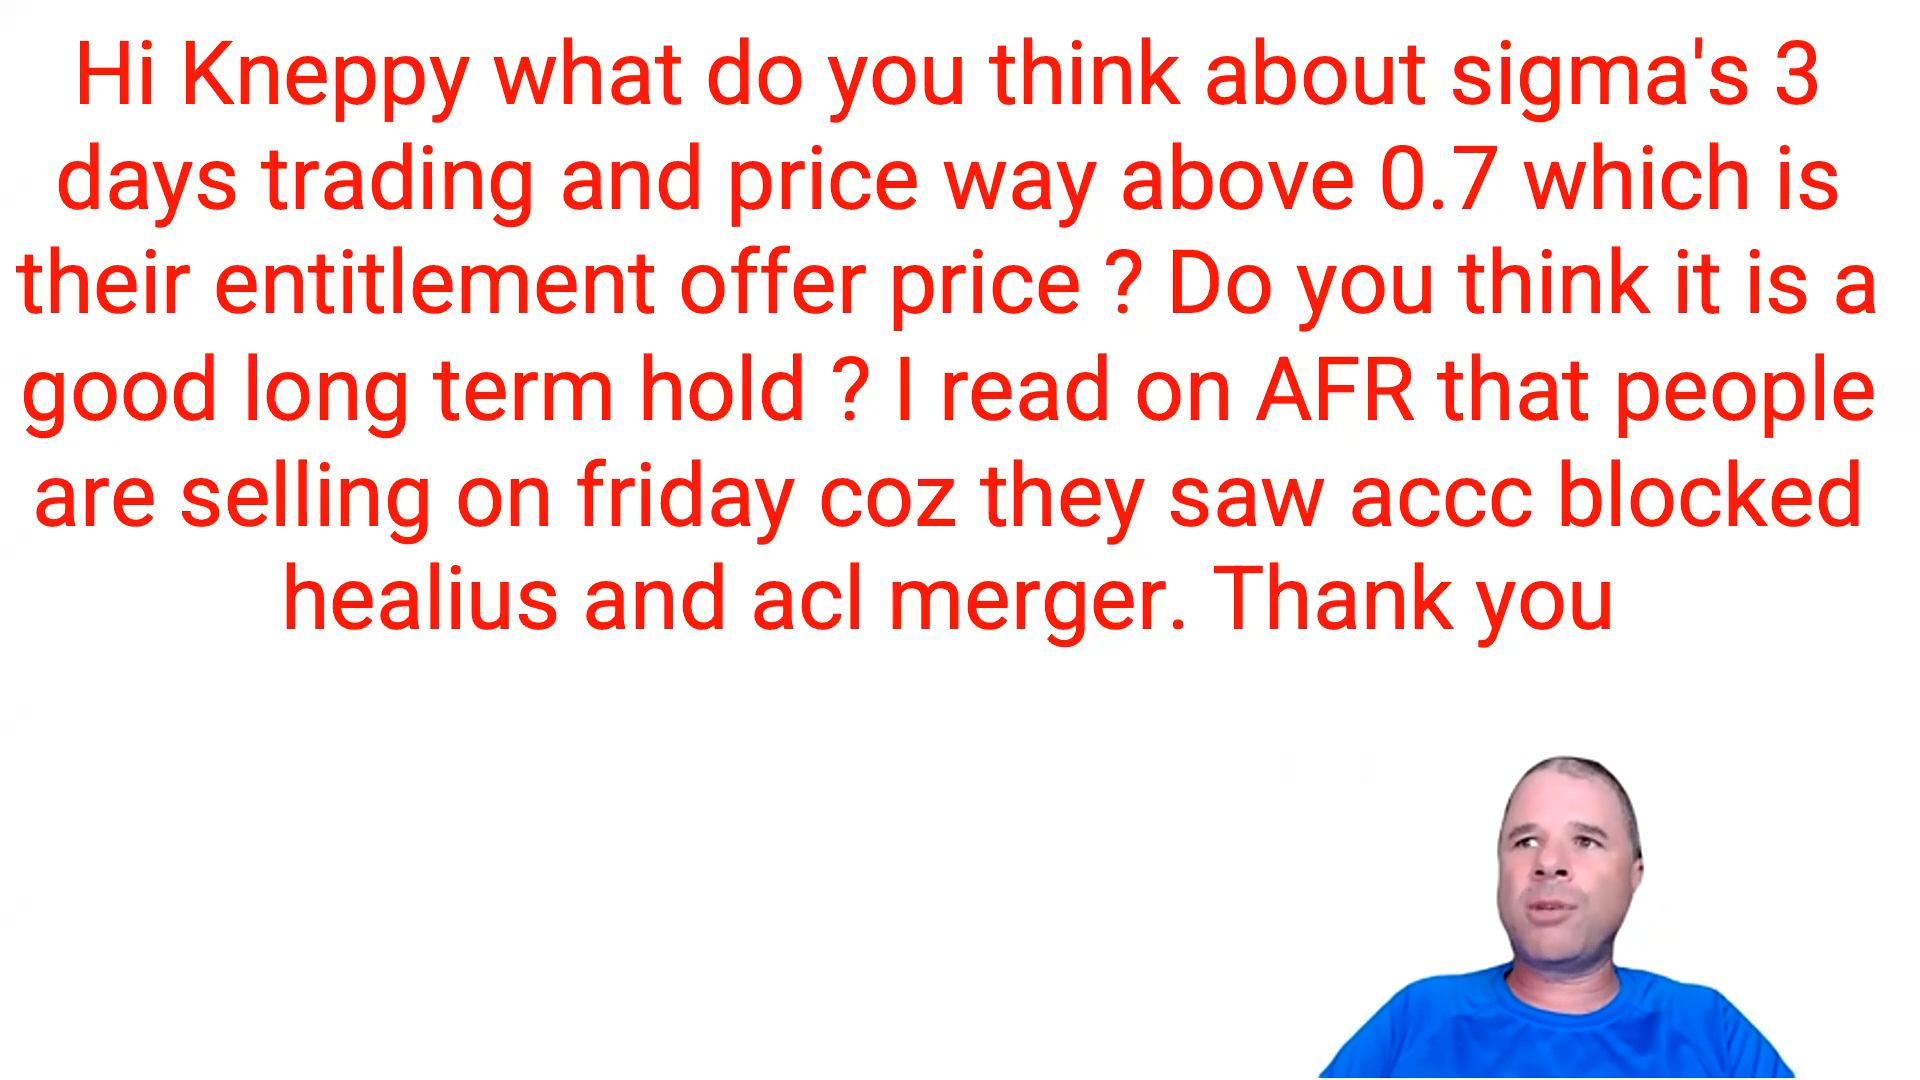 Hi Kneppy what do you think about sigma's 3
days trading and price way above 0.7 which is
their entitlement offer price ? Do you think it is a
good long term hold ? I read on AFR that people
are selling on friday coz they saw accc blocked
healius and acl merger. Thank you